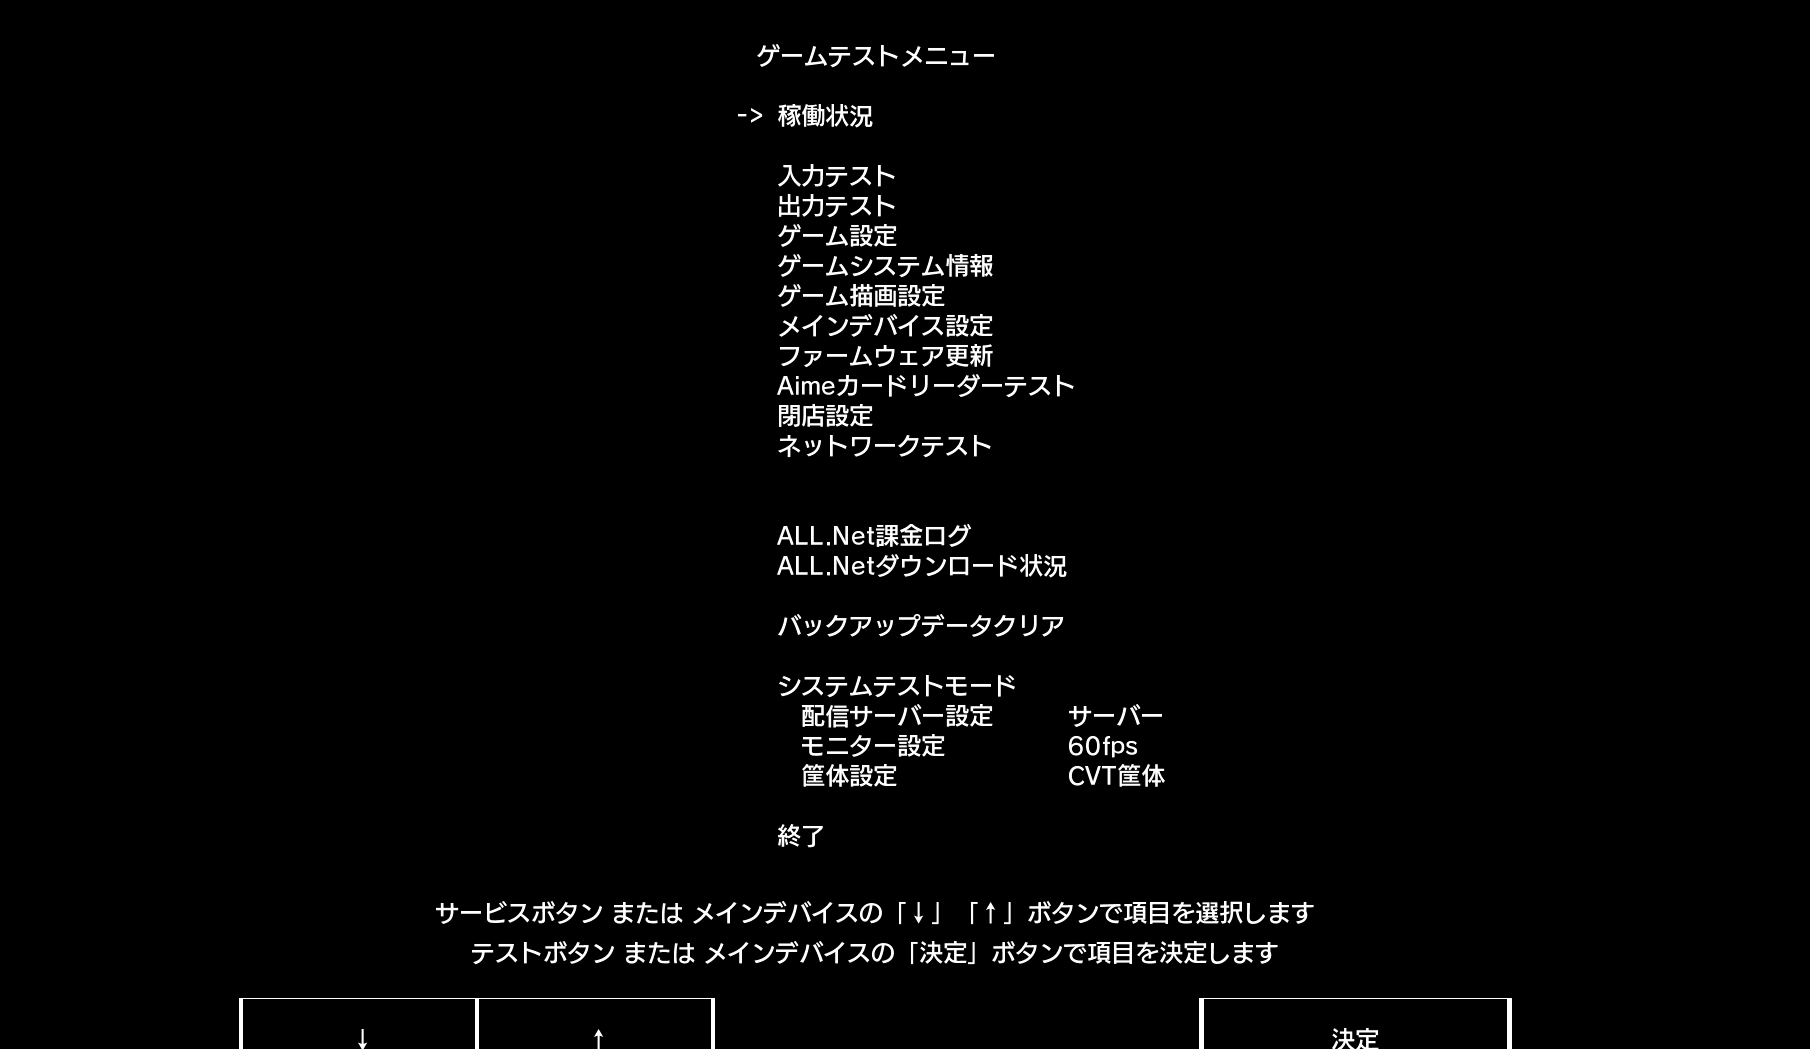 ゲームテストメニュー
-> 稼働状況
入力テスト
出力テスト
ゲーム設定
ゲームシステム情報
ゲーム描画設定
メインデバイス設定
ファームウェア更新
Aimeカードリーダーテスト
閉店設定
ネットワークテスト
ALL.Net課金ログ
ALL.Netダウンロード状況
バックアップデータクリア
システムテストモード
配信サーバー設定 サーバー
モニター設定 60fps
筐体設定 CVT筐体
終了
サービスボタン または メインデバイスの「↓」「↑」ボタンで項目を選択します
テストボタン または メインデバイスの「決定」ボタンで項目を決定します
↓ ↑ 決定